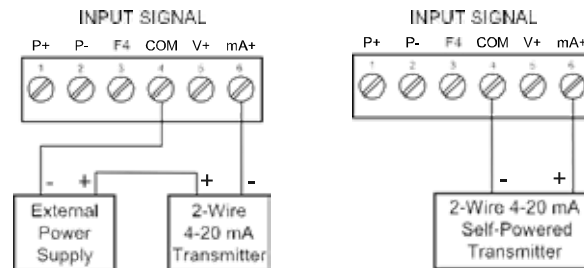 INPUT SIGNAL
P+ P- F4 COM V+ mA+
1 2 3 4 5 6
- + + -
External
Power
Supply
2-Wire
4-20 mA
Transmitter
INPUT SIGNAL
P+ P- F4 COM V+ mA+
1 2 3 4 5 6
- +
2-Wire 4-20 mA
Self-Powered
Transmitter